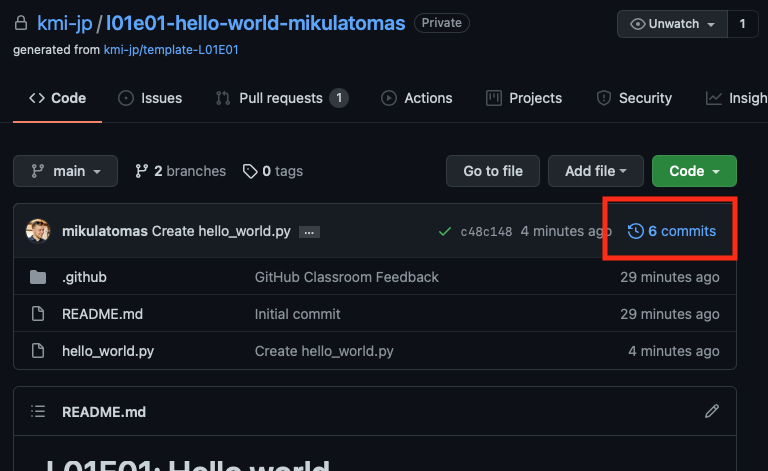 kmi-jp / l01e01-hello-world-mikulatomas Private Unwatch 1
generated from kmi-jp/template-L01E01
Code Issues Pull requests 1 Actions Projects Security Insigh
main 2 branches 0 tags Go to file Add file Code
mikulatomas Create hello_world.py ... c48c148 4 minutes ago 6 commits
.github GitHub Classroom Feedback 29 minutes ago
README.md Initial commit 29 minutes ago
hello_world.py Create hello_world.py 4 minutes ago
README.md
L01E01: Hello world